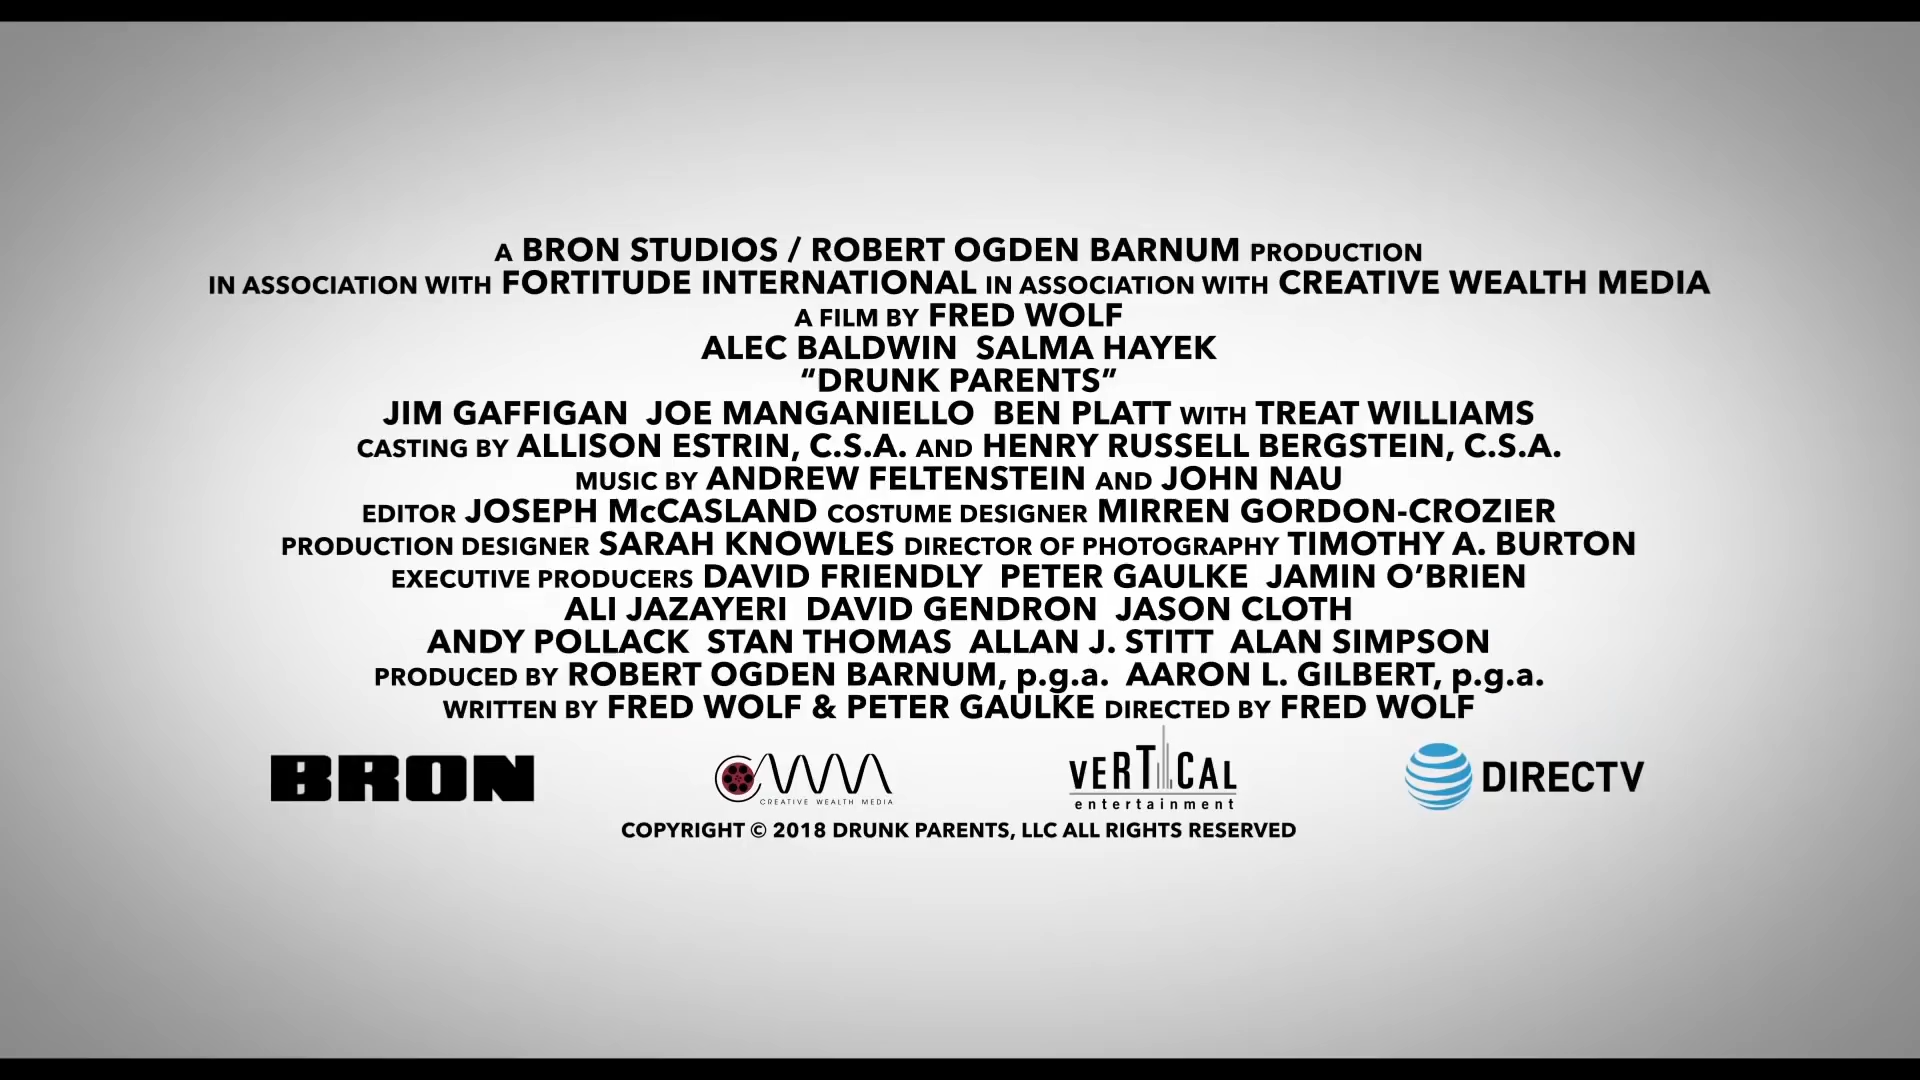 A BRON STUDIOS / ROBERT OGDEN BARNUM PRODUCTION
IN ASSOCIATION WITH FORTITUDE INTERNATIONAL IN ASSOCIATION WITH CREATIVE WEALTH MEDIA
A FILM BY FRED WOLF
ALEC BALDWIN SALMA HAYEK
“DRUNK PARENTS”
JIM GAFFIGAN JOE MANGANIELLO BEN PLATT WITH TREAT WILLIAMS
CASTING BY ALLISON ESTRIN, C.S.A. AND HENRY RUSSELL BERGSTEIN, C.S.A.
MUSIC BY ANDREW FELTENSTEIN AND JOHN NAU
EDITOR JOSEPH McCASLAND COSTUME DESIGNER MIRREN GORDON-CROZIER
PRODUCTION DESIGNER SARAH KNOWLES DIRECTOR OF PHOTOGRAPHY TIMOTHY A. BURTON
EXECUTIVE PRODUCERS DAVID FRIENDLY PETER GAULKE JAMIN O’BRIEN
ALI JAZAYERI DAVID GENDRON JASON CLOTH
ANDY POLLACK STAN THOMAS ALLAN J. STITT ALAN SIMPSON
PRODUCED BY ROBERT OGDEN BARNUM, p.g.a. AARON L. GILBERT, p.g.a.
WRITTEN BY FRED WOLF & PETER GAULKE DIRECTED BY FRED WOLF
BRON
CWM
CREATIVE WEALTH MEDIA
VERTICAL
entertainment
DIRECTV
COPYRIGHT © 2018 DRUNK PARENTS, LLC ALL RIGHTS RESERVED